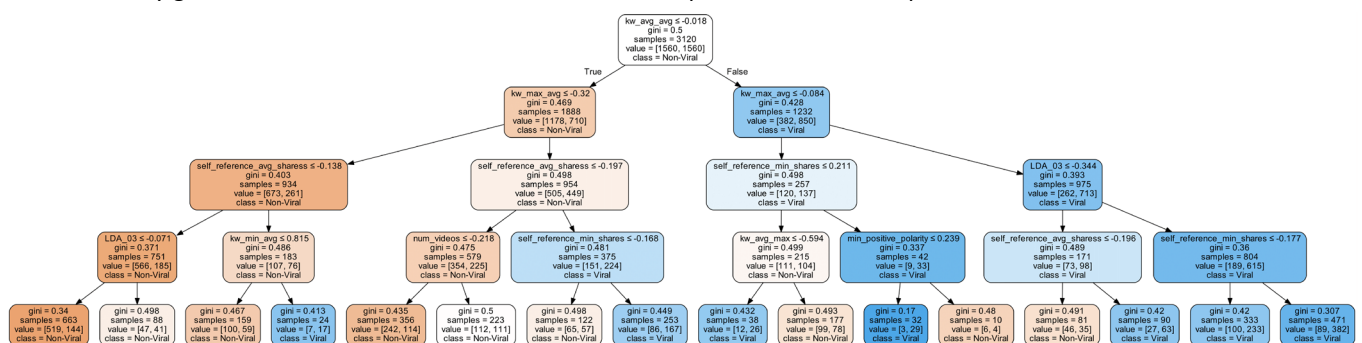 kw_avg_avg ≤ -0.018
gini = 0.5
samples = 3120
value = [1560, 1560]
class = Non-Viral
True
False
kw_max_avg ≤ -0.32
gini = 0.469
samples = 1888
value = [1178, 710]
class = Non-Viral
kw_max_avg ≤ -0.084
gini = 0.428
samples = 1232
value = [382, 850]
class = Viral
self_reference_avg_sharess ≤ -0.138
gini = 0.403
samples = 934
value = [673, 261]
class = Non-Viral
self_reference_avg_sharess ≤ -0.197
gini = 0.498
samples = 954
value = [505, 449]
class = Non-Viral
self_reference_min_shares ≤ 0.211
gini = 0.498
samples = 257
value = [120, 137]
class = Viral
LDA_03 ≤ -0.344
gini = 0.393
samples = 975
value = [262, 713]
class = Viral
LDA_03 ≤ -0.071
gini = 0.371
samples = 751
value = [566, 185]
class = Non-Viral
kw_min_avg ≤ 0.815
gini = 0.486
samples = 183
value = [107, 76]
class = Non-Viral
num_videos ≤ -0.218
gini = 0.475
samples = 579
value = [354, 225]
class = Non-Viral
self_reference_min_shares ≤ -0.168
gini = 0.481
samples = 375
value = [151, 224]
class = Viral
kw_avg_max ≤ -0.594
gini = 0.499
samples = 215
value = [111, 104]
class = Non-Viral
min_positive_polarity ≤ 0.239
gini = 0.337
samples = 42
value = [9, 33]
class = Viral
self_reference_avg_sharess ≤ -0.196
gini = 0.489
samples = 171
value = [73, 98]
class = Viral
self_reference_min_shares ≤ -0.177
gini = 0.36
samples = 804
value = [189, 615]
class = Viral
gini = 0.34
samples = 663
value = [519, 144]
class = Non-Viral
gini = 0.498
samples = 88
value = [47, 41]
class = Non-Viral
gini = 0.467
samples = 159
value = [100, 59]
class = Non-Viral
gini = 0.413
samples = 24
value = [7, 17]
class = Viral
gini = 0.435
samples = 356
value = [242, 114]
class = Non-Viral
gini = 0.5
samples = 223
value = [112, 111]
class = Non-Viral
gini = 0.498
samples = 122
value = [65, 57]
class = Non-Viral
gini = 0.449
samples = 253
value = [86, 167]
class = Viral
gini = 0.432
samples = 38
value = [12, 26]
class = Viral
gini = 0.493
samples = 177
value = [99, 78]
class = Non-Viral
gini = 0.17
samples = 32
value = [3, 29]
class = Viral
gini = 0.48
samples = 10
value = [6, 4]
class = Non-Viral
gini = 0.491
samples = 81
value = [46, 35]
class = Non-Viral
gini = 0.42
samples = 90
value = [27, 63]
class = Viral
gini = 0.42
samples = 333
value = [100, 233]
class = Viral
gini = 0.307
samples = 471
value = [89, 382]
class = Viral